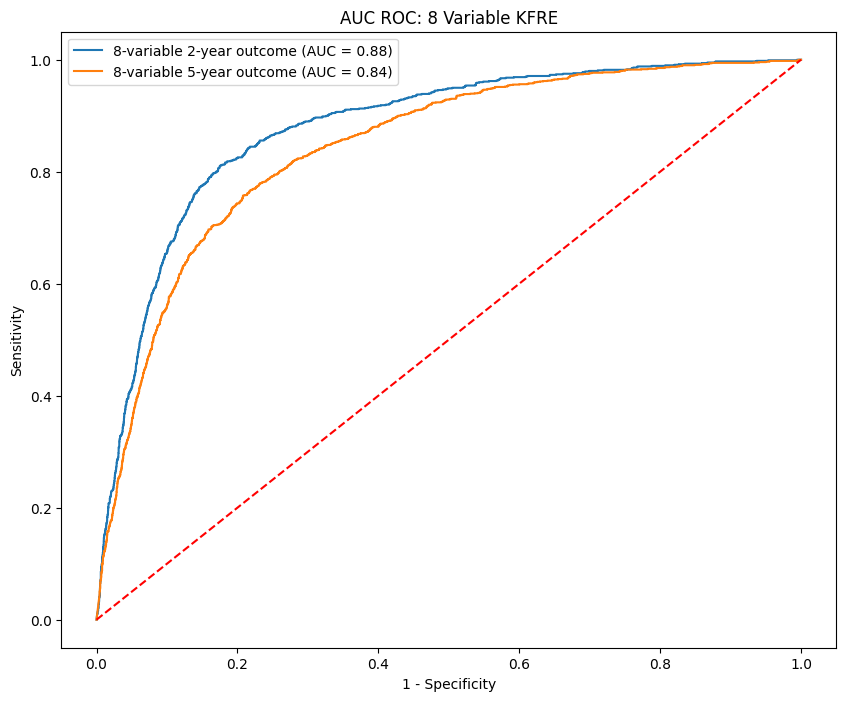 AUC ROC: 8 Variable KFRE
8-variable 2-year outcome (AUC = 0.88)
8-variable 5-year outcome (AUC = 0.84)
1.0
0.8
0.6
0.4
0.2
0.0
Sensitivity
0.0 0.2 0.4 0.6 0.8 1.0
1 - Specificity